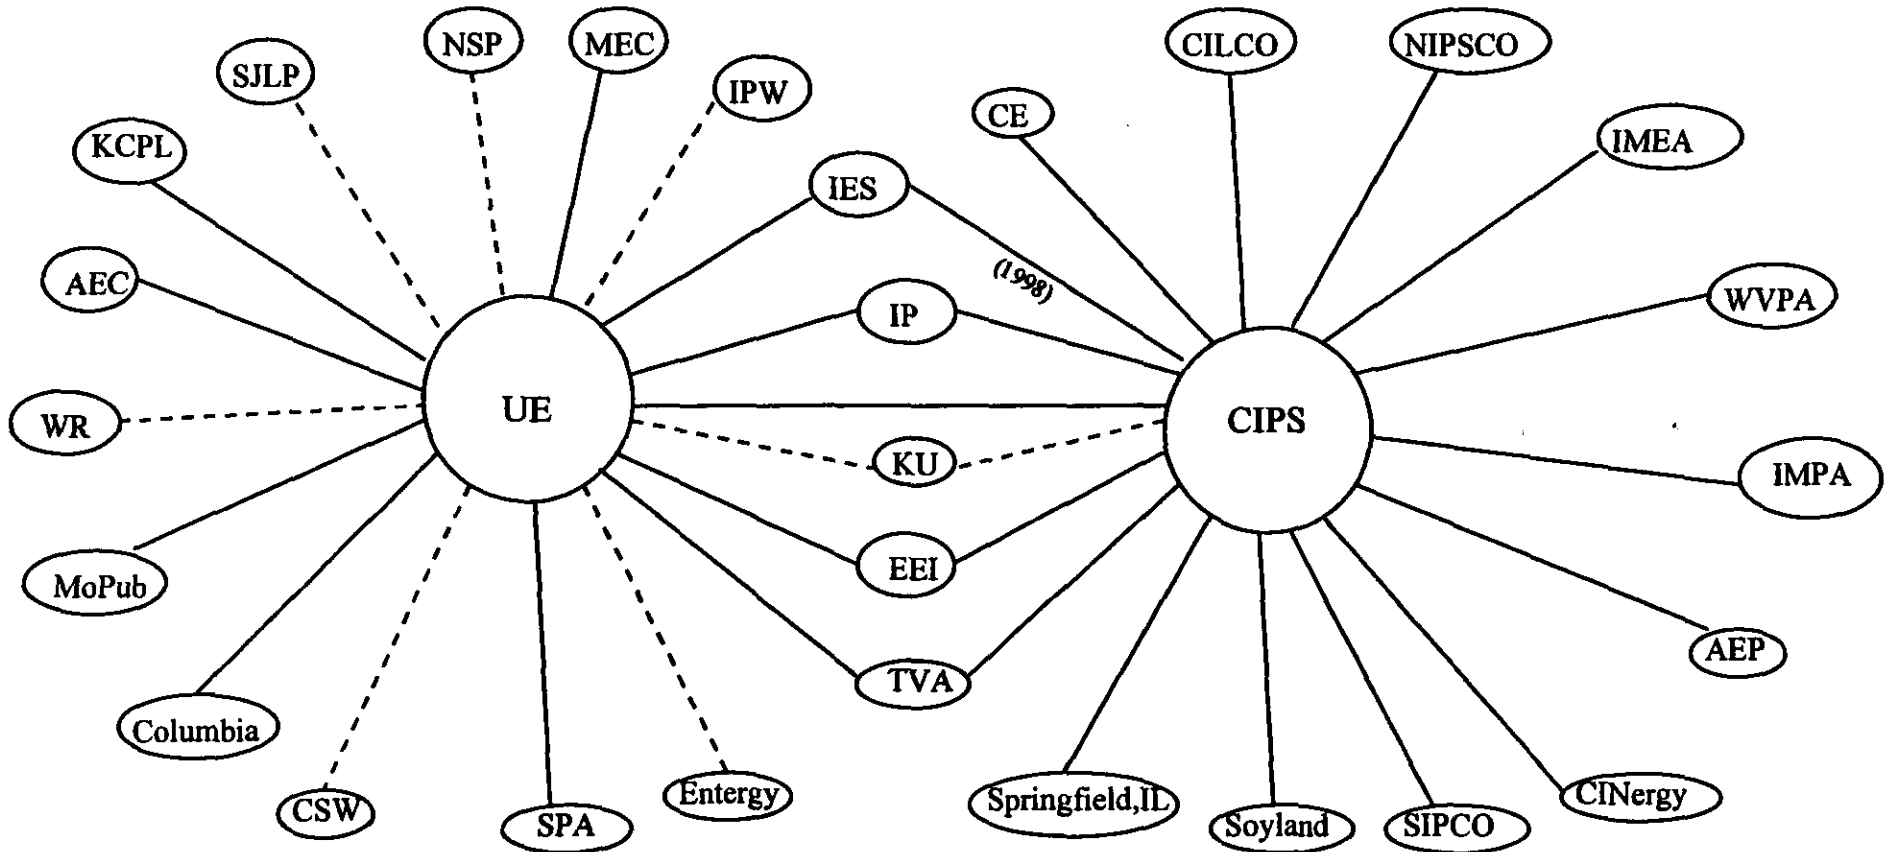 NSP
MEC
CILCO
NIPSCO
SJLP
IPW
CE
KCPL
IES
IMEA
AEC
(1998)
IP
WVPA
WR
UE
CIPS
KU
IMPA
MoPub
EEI
TVA
AEP
Columbia
CSW
SPA
Entergy
Springfield,IL
Soyland
SIPCO
CINergy